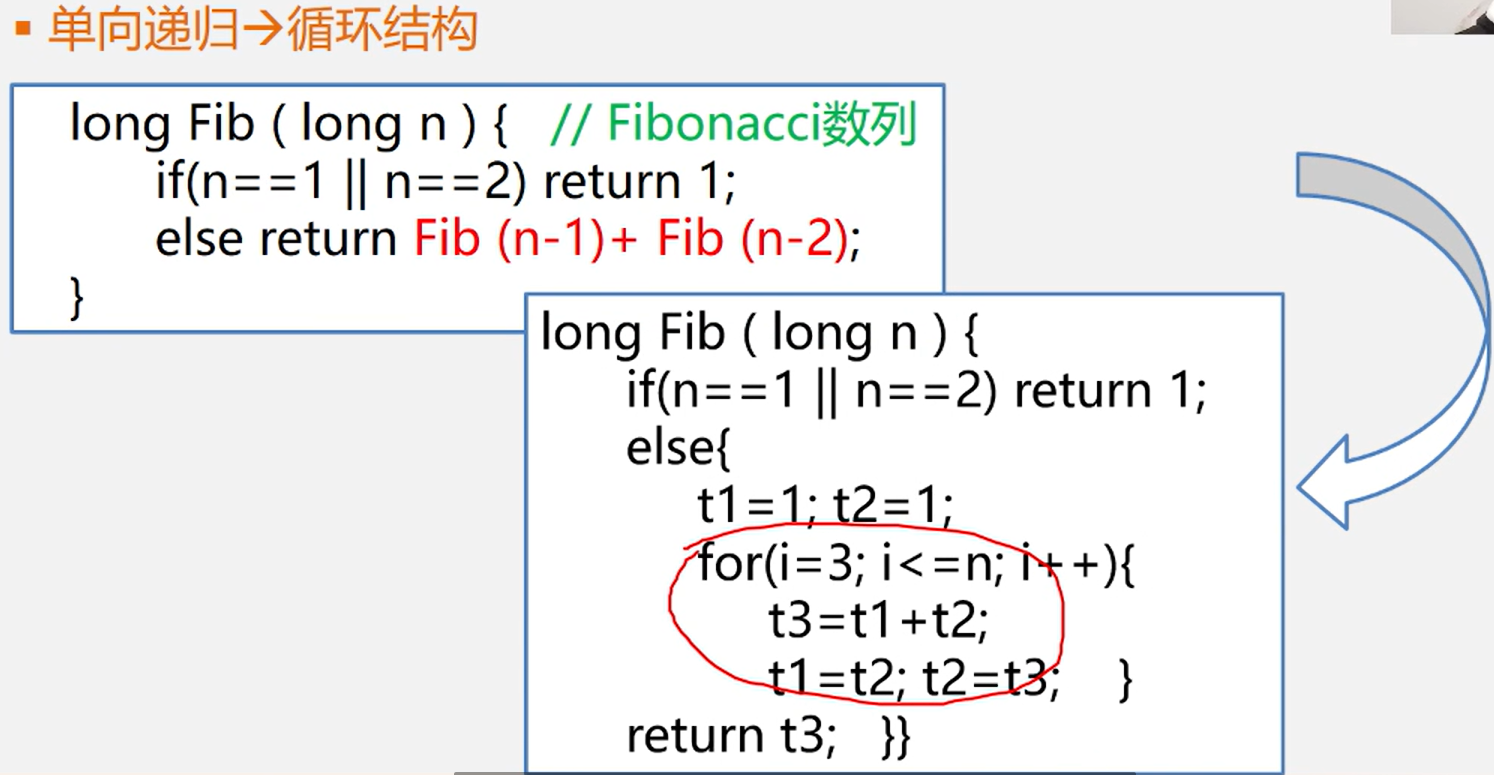 ▪ 单向递归→循环结构
long Fib ( long n ) { // Fibonacci数列
if(n==1 || n==2) return 1;
else return Fib (n-1)+ Fib (n-2);
}
long Fib ( long n ) {
if(n==1 || n==2) return 1;
else{
t1=1; t2=1;
for(i=3; i<=n; i++){
t3=t1+t2;
t1=t2; t2=t3; }
return t3; }}